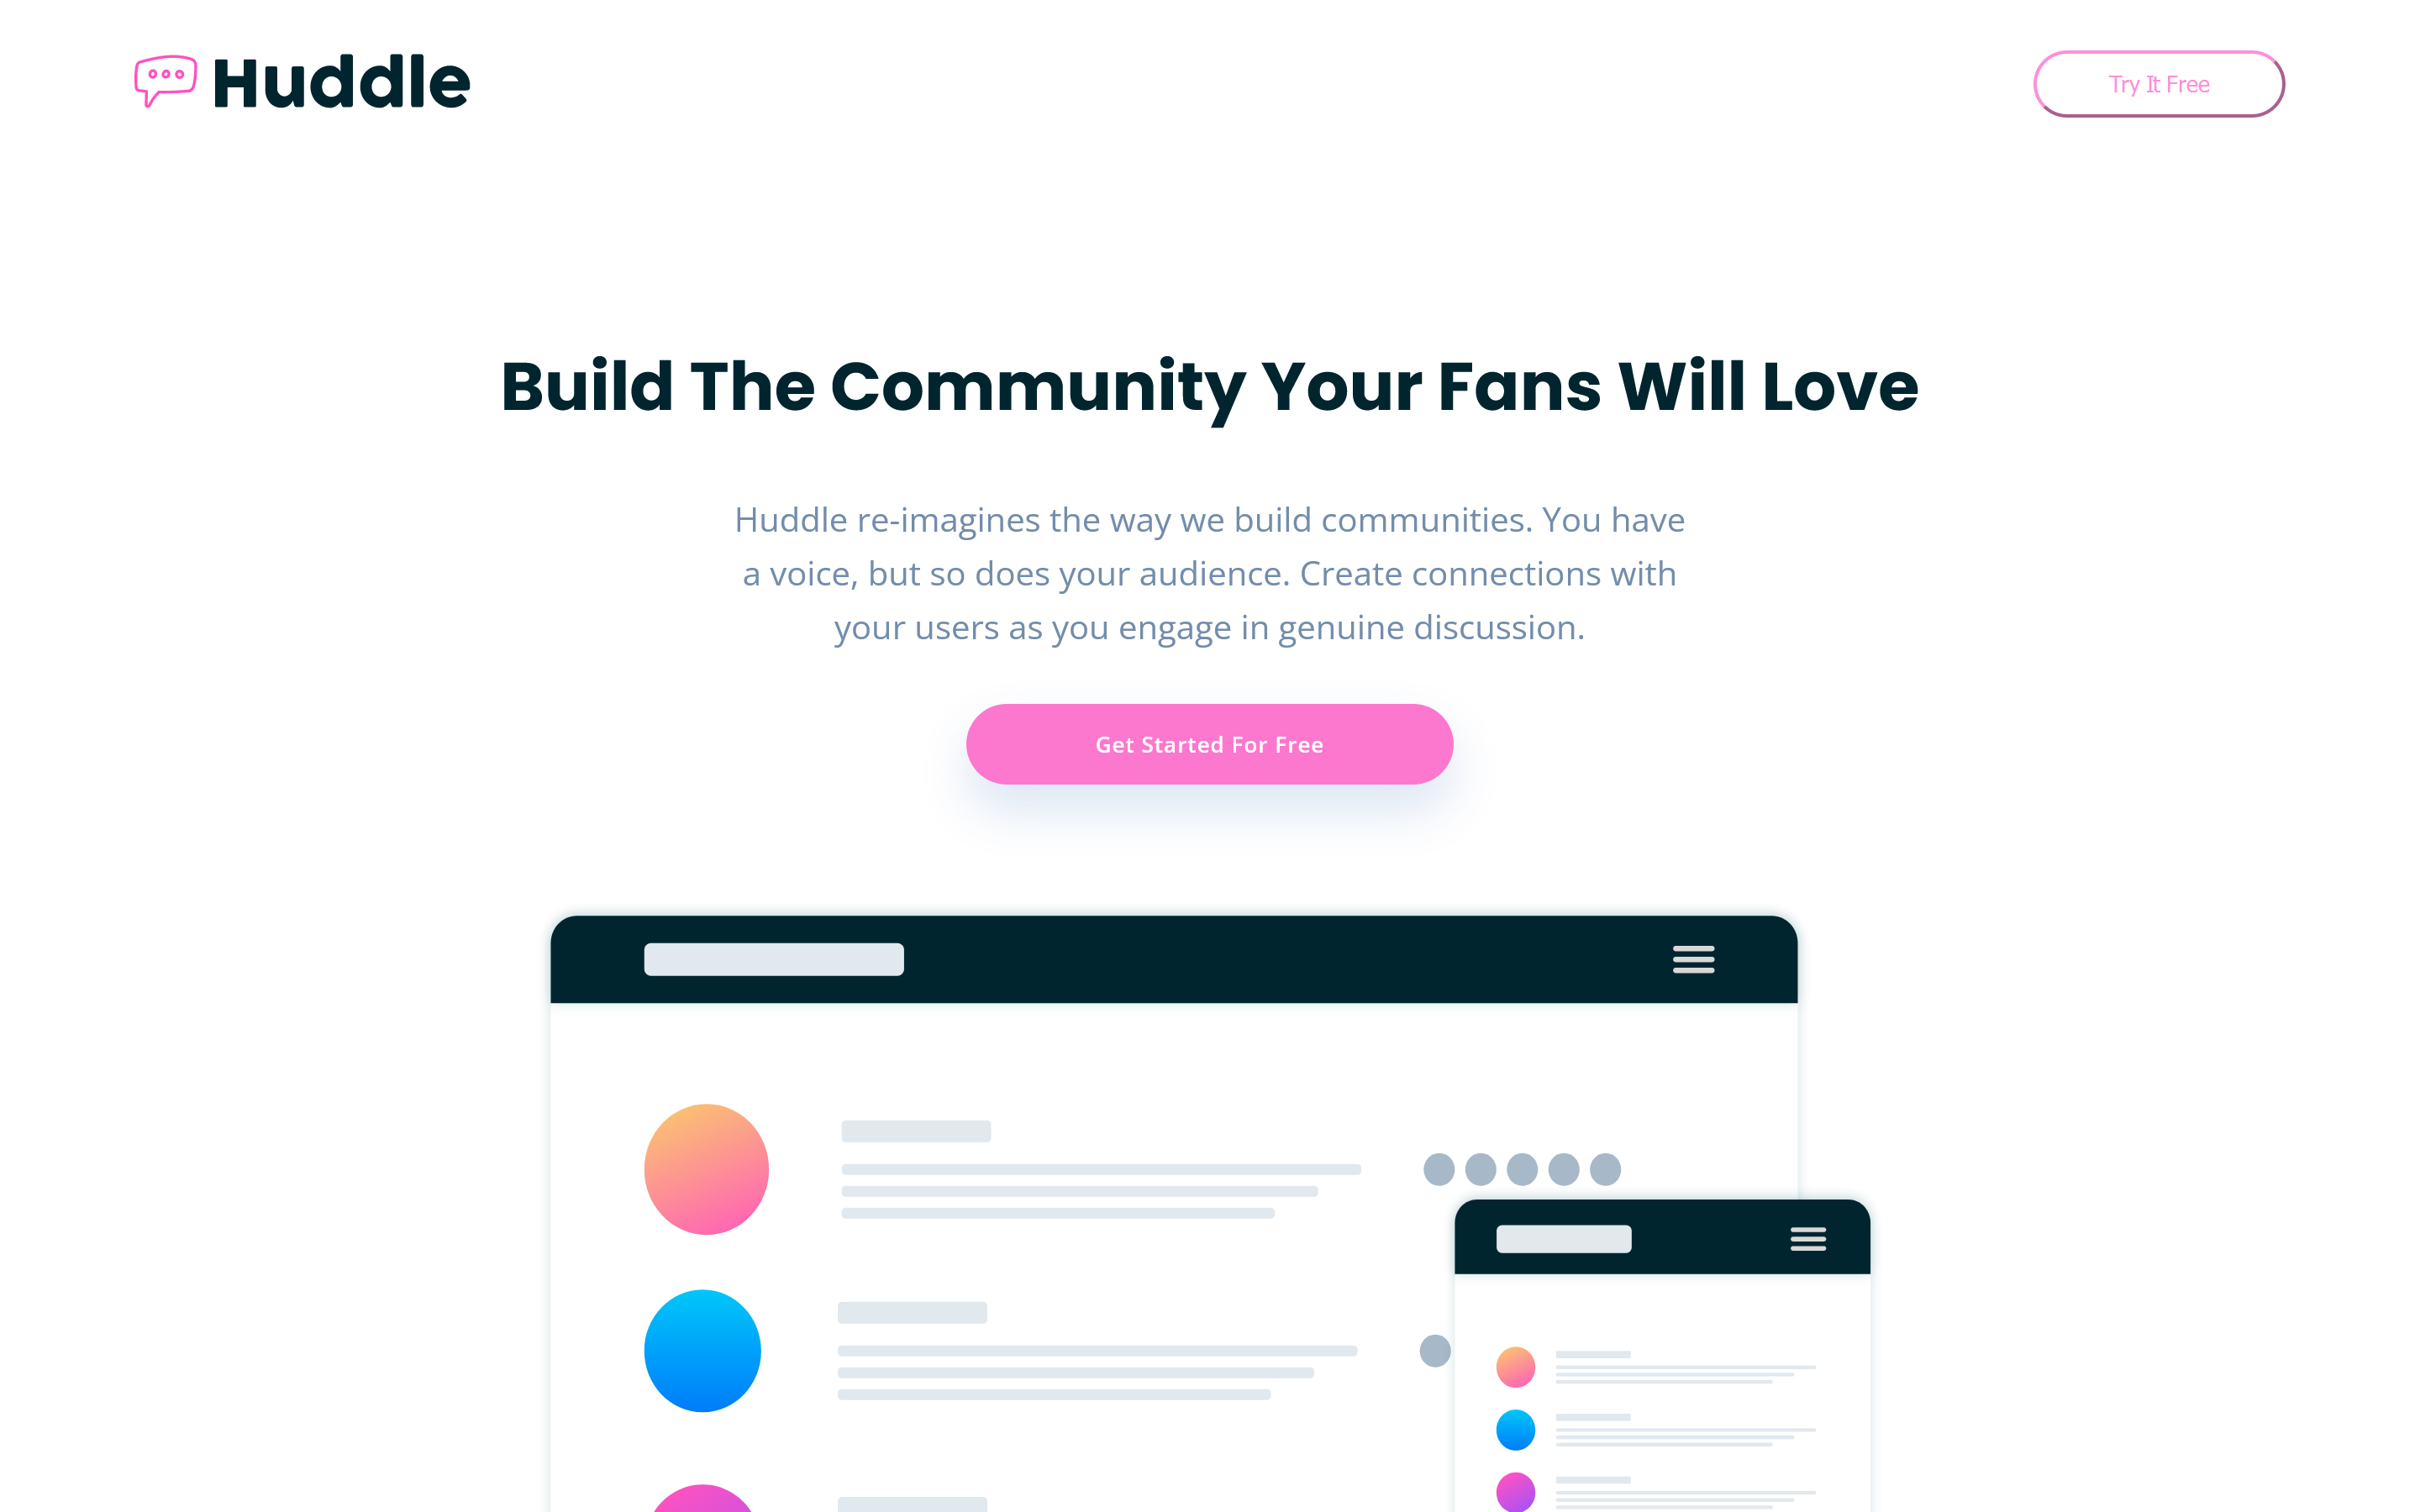 Huddle
Try It Free
Build The Community Your Fans Will Love
Huddle re-imagines the way we build communities. You have
a voice, but so does your audience. Create connections with
your users as you engage in genuine discussion.
Get Started For Free